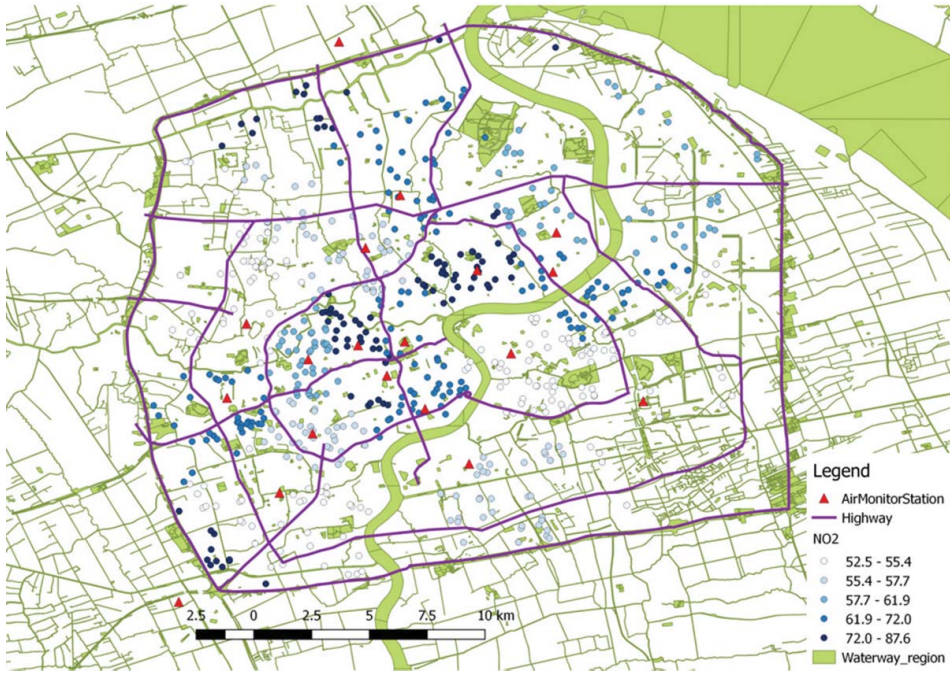 2.5 0 2.5 5 7.5 10 km
Legend
AirMonitorStation
Highway
NO2
52.5 - 55.4
55.4 - 57.7
57.7 - 61.9
61.9 - 72.0
72.0 - 87.6
Waterway_region